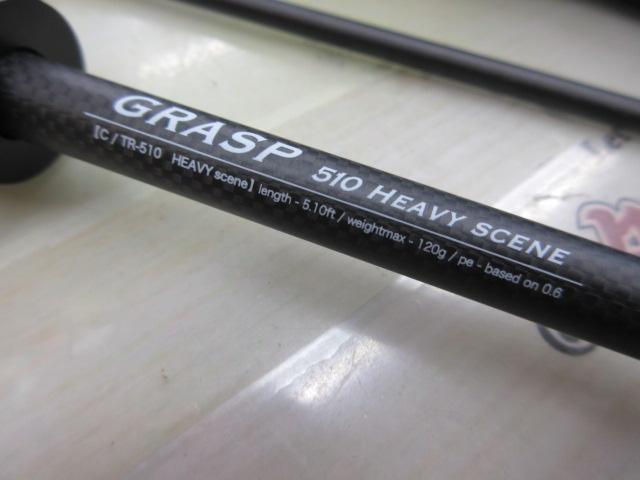 GRASP 510 HEAVY SCENE
【C / TR-510 HEAVY scene】 length - 5.10ft / weightmax - 120g / pe - based on 0.6